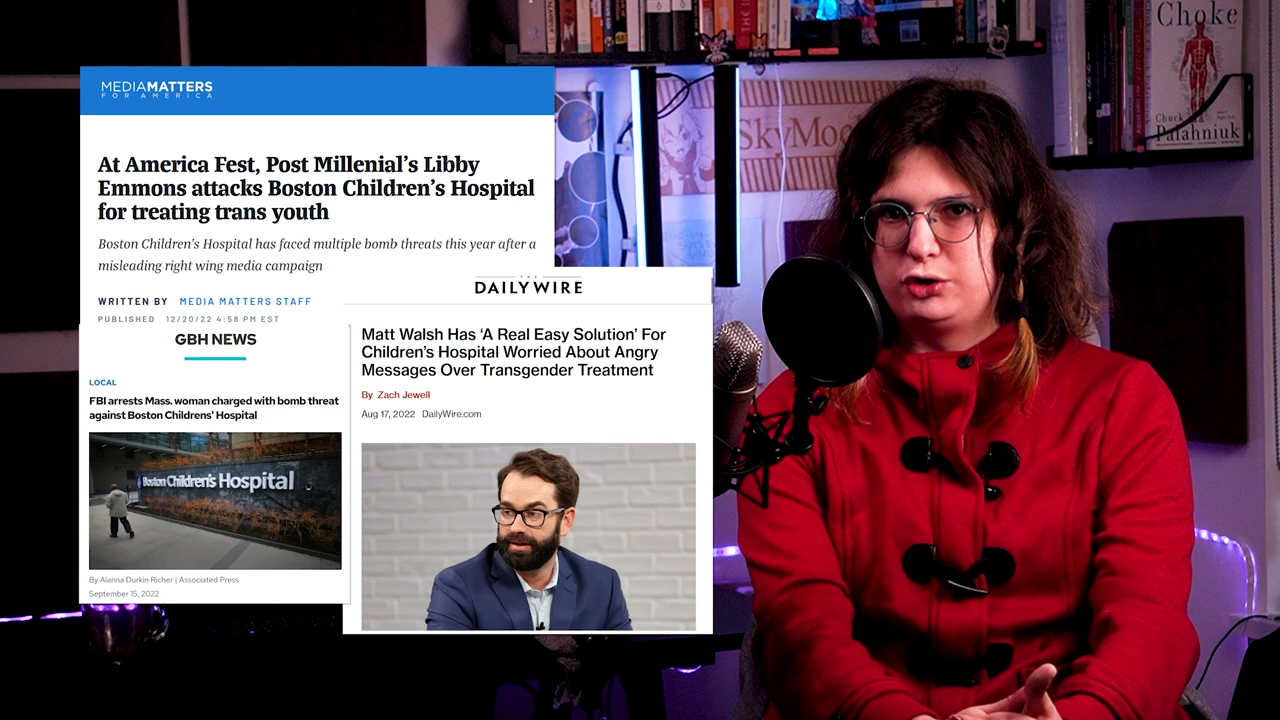 MEDIAMATTERS
FOR AMERICA
At America Fest, Post Millenial’s Libby
Emmons attacks Boston Children’s Hospital
for treating trans youth
Boston Children’s Hospital has faced multiple bomb threats this year after a
misleading right wing media campaign
WRITTEN BY MEDIA MATTERS STAFF
PUBLISHED 12/20/22 4:58 PM EST
GBH NEWS
LOCAL
FBI arrests Mass. woman charged with bomb threat
against Boston Childrens' Hospital
Boston Children's Hospital
By Alanna Durkin Richer | Associated Press
September 15, 2022
THE
DAILYWIRE
Matt Walsh Has ‘A Real Easy Solution’ For
Children’s Hospital Worried About Angry
Messages Over Transgender Treatment
By Zach Jewell
Aug 17, 2022 DailyWire.com
Choke
Chuck
Palahniuk